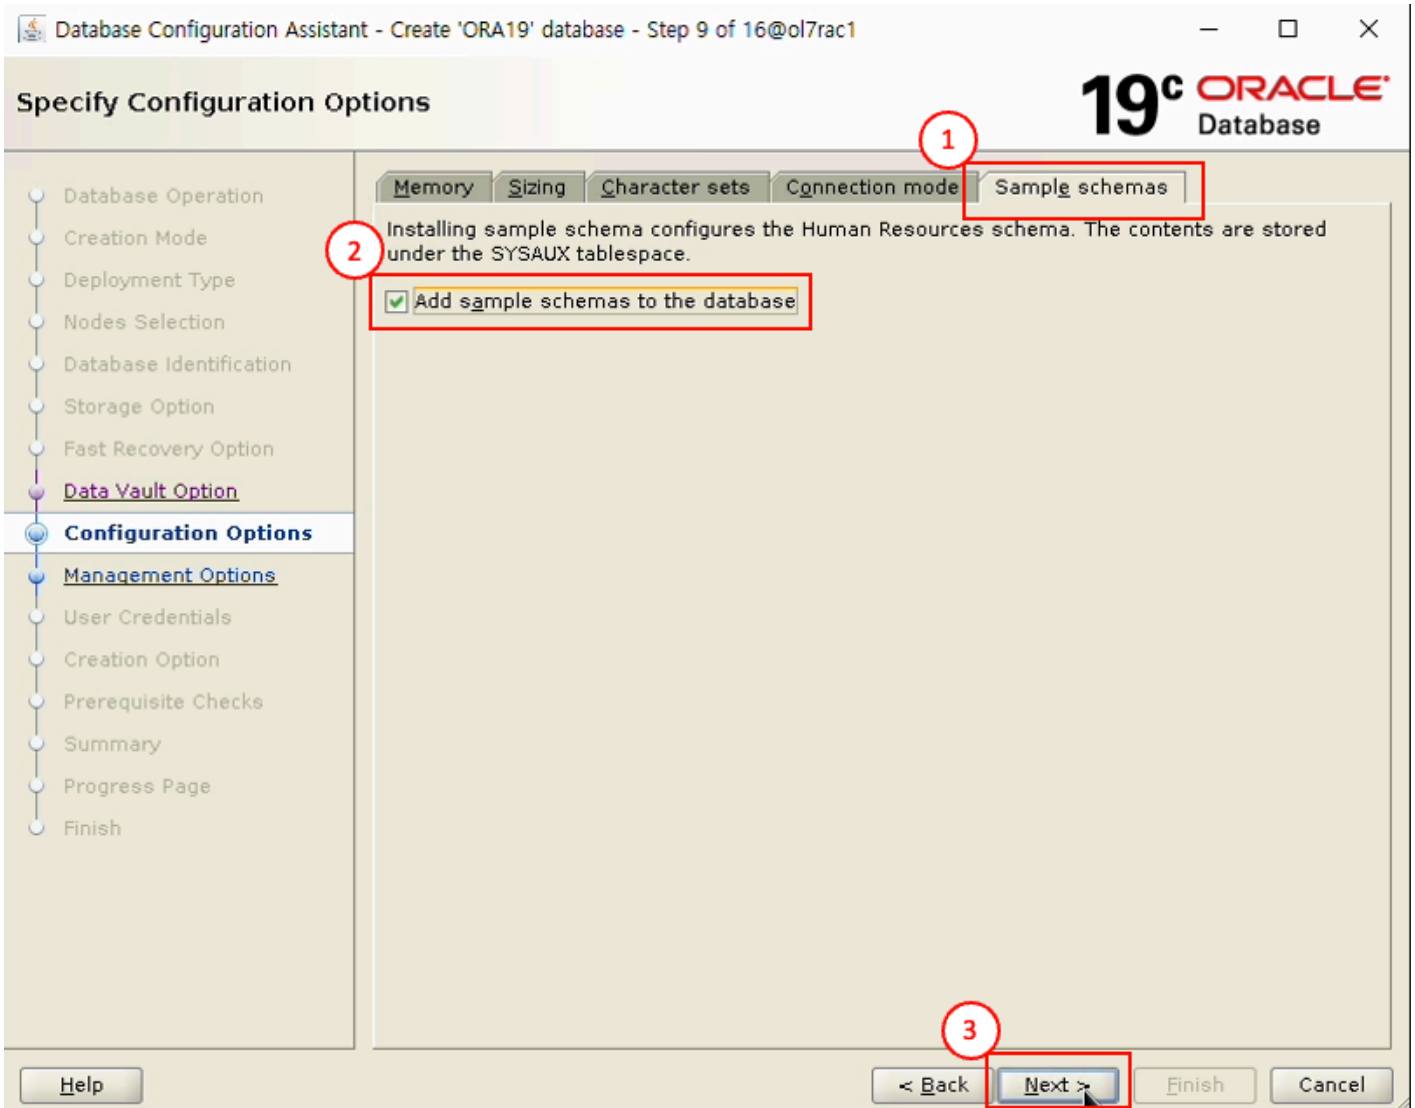 Database Configuration Assistant - Create 'ORA19' database - Step 9 of 16@ol7rac1
Specify Configuration Options
19c ORACLE
Database
1
Memory Sizing Character sets Connection mode Sample schemas
Installing sample schema configures the Human Resources schema. The contents are stored
under the SYSAUX tablespace.
2
Add sample schemas to the database
Database Operation
Creation Mode
Deployment Type
Nodes Selection
Database Identification
Storage Option
Fast Recovery Option
Data Vault Option
Configuration Options
Management Options
User Credentials
Creation Option
Prerequisite Checks
Summary
Progress Page
Finish
3
Help < Back Next > Finish Cancel